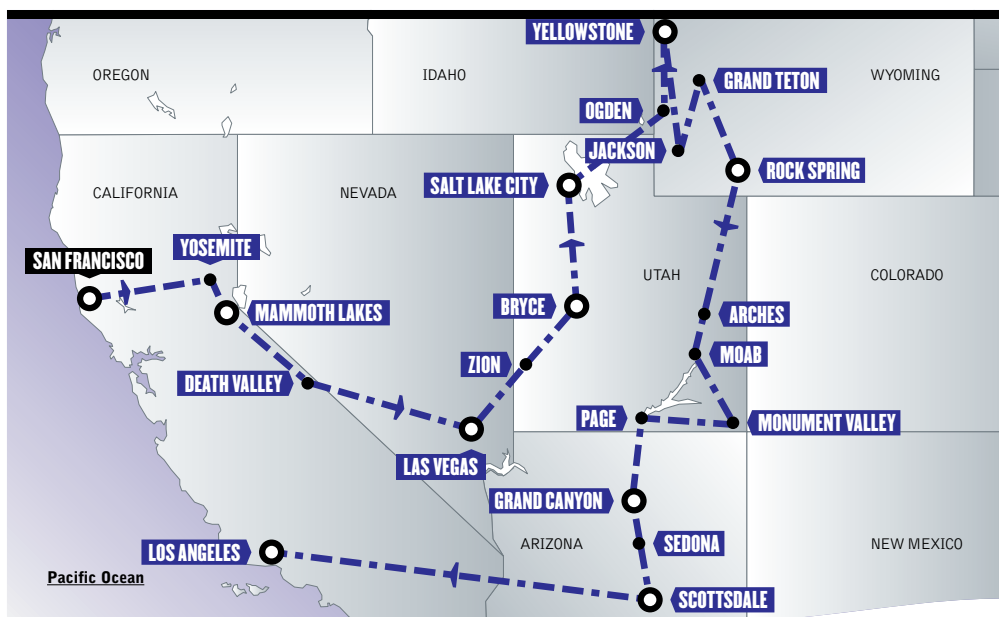 YELLOWSTONE
OREGON
IDAHO
GRAND TETON
WYOMING
OGDEN
JACKSON
ROCK SPRING
SALT LAKE CITY
CALIFORNIA
NEVADA
YOSEMITE
SAN FRANCISCO
UTAH
COLORADO
BRYCE
MAMMOTH LAKES
ARCHES
MOAB
ZION
DEATH VALLEY
PAGE
MONUMENT VALLEY
LAS VEGAS
GRAND CANYON
ARIZONA
SEDONA
NEW MEXICO
LOS ANGELES
Pacific Ocean
SCOTTSDALE